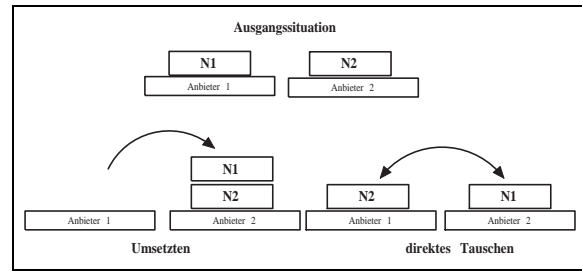 Ausgangssituation
N1 N2
Anbieter 1 Anbieter 2
N1
N2 N2 N1
Anbieter 1 Anbieter 2 Anbieter 1 Anbieter 2
Umsetzten direktes Tauschen